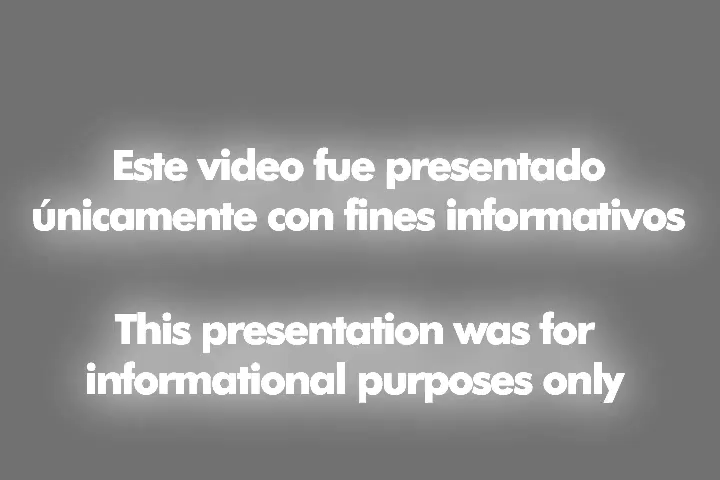 Este video fue presentado
únicamente con fines informativos
This presentation was for
informational purposes only